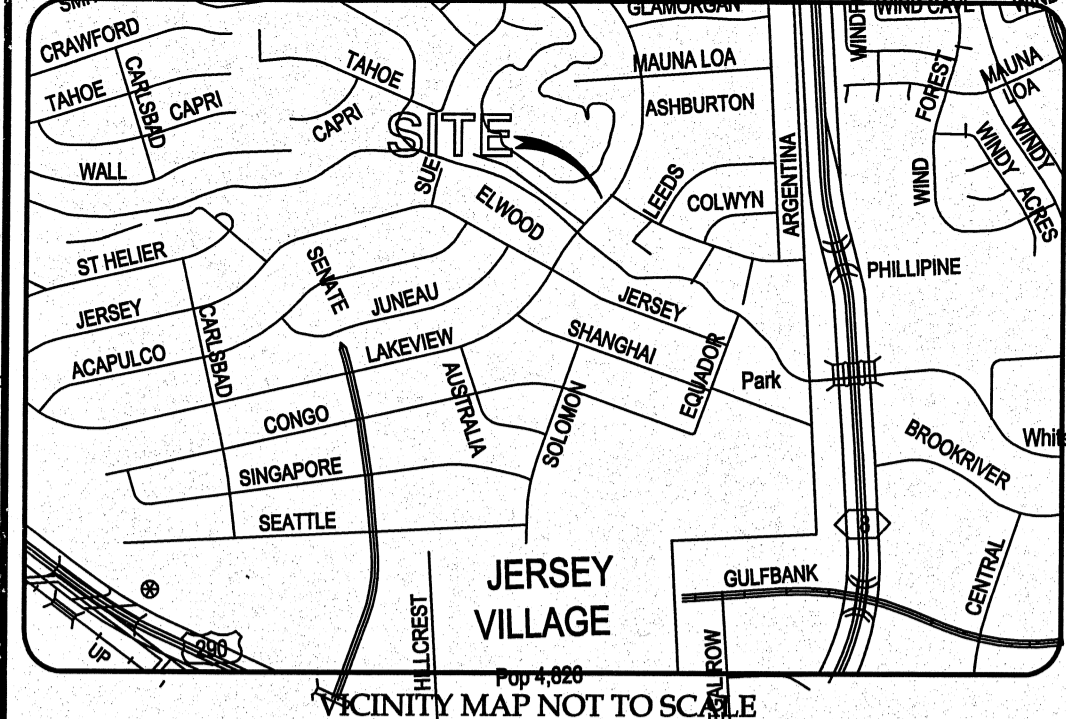 GLAMORGAN
WIND CAVE
CRAWFORD
TAHOE
CARLSBAD
CAPRI
TAHOE
CAPRI
WALL
SITE
SUE
ELWOOD
MAUNA LOA
ASHBURTON
LEEDS
COLWYN
ARGENTINA
FOREST
WIND
MAUNA
LOA
WINDY
WINDY
ACRES
PHILLIPINE
ST HELIER
JERSEY
ACAPULCO
CARLSBAD
SENATE
JUNEAU
LAKEVIEW
AUSTRALIA
JERSEY
SHANGHAI
EQUADOR
Park
SOLOMON
CONGO
SINGAPORE
SEATTLE
BROOKRIVER
8
GULFBANK
CENTRAL
JERSEY
VILLAGE
HILLCREST
290
UP
Pop 4,826
VICINITY MAP NOT TO SCALE